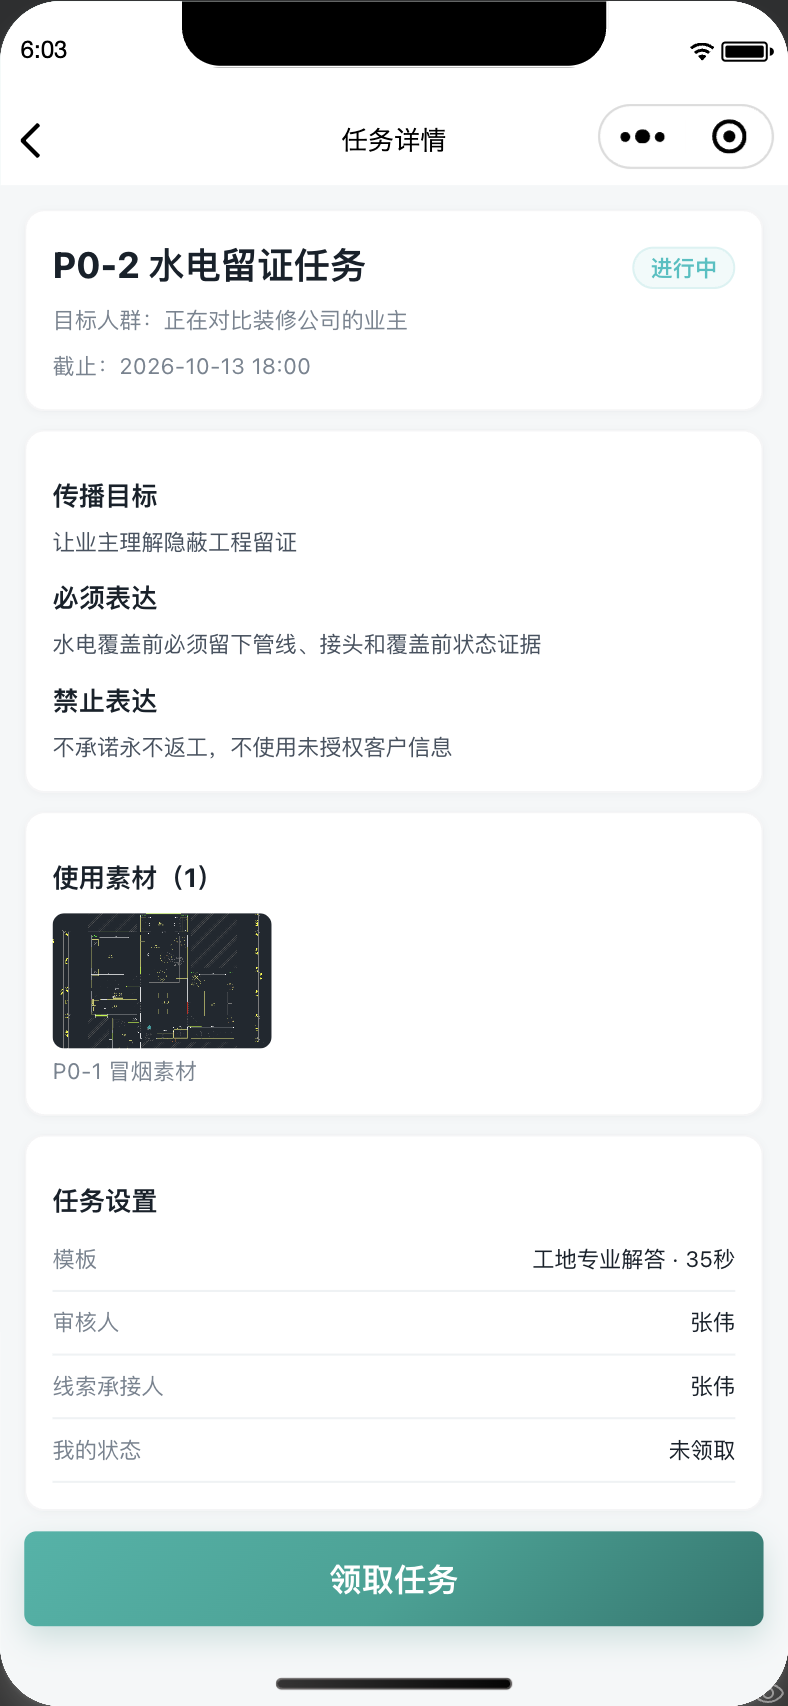 6:03
任务详情
P0-2 水电留证任务
进行中
目标人群：正在对比装修公司的业主
截止：2026-10-13 18:00
传播目标
让业主理解隐蔽工程留证
必须表达
水电覆盖前必须留下管线、接头和覆盖前状态证据
禁止表达
不承诺永不返工，不使用未授权客户信息
使用素材（1）
P0-1 冒烟素材
任务设置
模板
工地专业解答 · 35秒
审核人
张伟
线索承接人
张伟
我的状态
未领取
领取任务